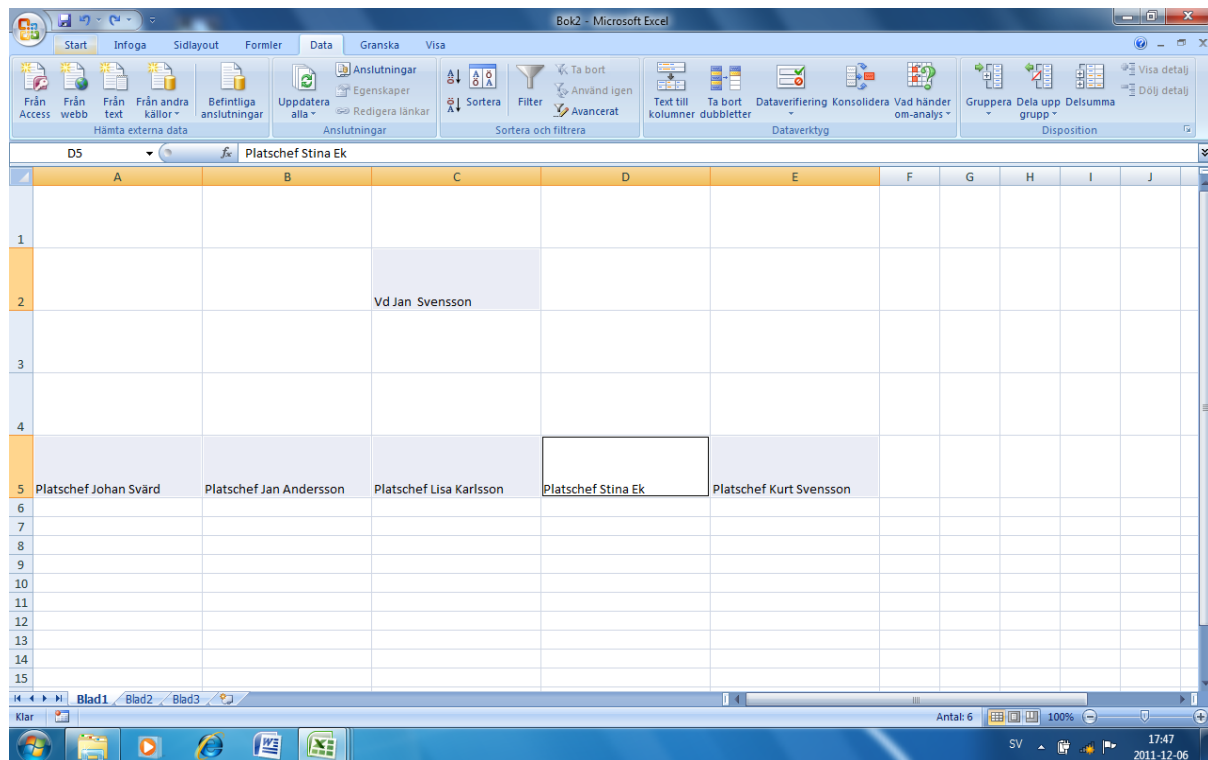 Bok2 - Microsoft Excel
Start Infoga Sidlayout Formler Data Granska Visa
Från Access
Från webb
Från text
Från andra källor
Befintliga anslutningar
Hämta externa data
Uppdatera alla
Anslutningar
Egenskaper
Redigera länkar
Anslutningar
Sortera
Filter
Ta bort
Använd igen
Avancerat
Sortera och filtrera
Text till kolumner
Ta bort dubbletter
Dataverifiering
Konsolidera
Vad händer om-analys
Dataverktyg
Gruppera
Dela upp grupp
Delsumma
Visa detalj
Dölj detalj
Disposition
D5 fx Platschef Stina Ek
A B C D E F G H I J
1
2 Vd Jan Svensson
3
4
5 Platschef Johan Svärd Platschef Jan Andersson Platschef Lisa Karlsson Platschef Stina Ek Platschef Kurt Svensson
6
7
8
9
10
11
12
13
14
15
Blad1 Blad2 Blad3
Klar Antal: 6 100%
SV 17:47
2011-12-06